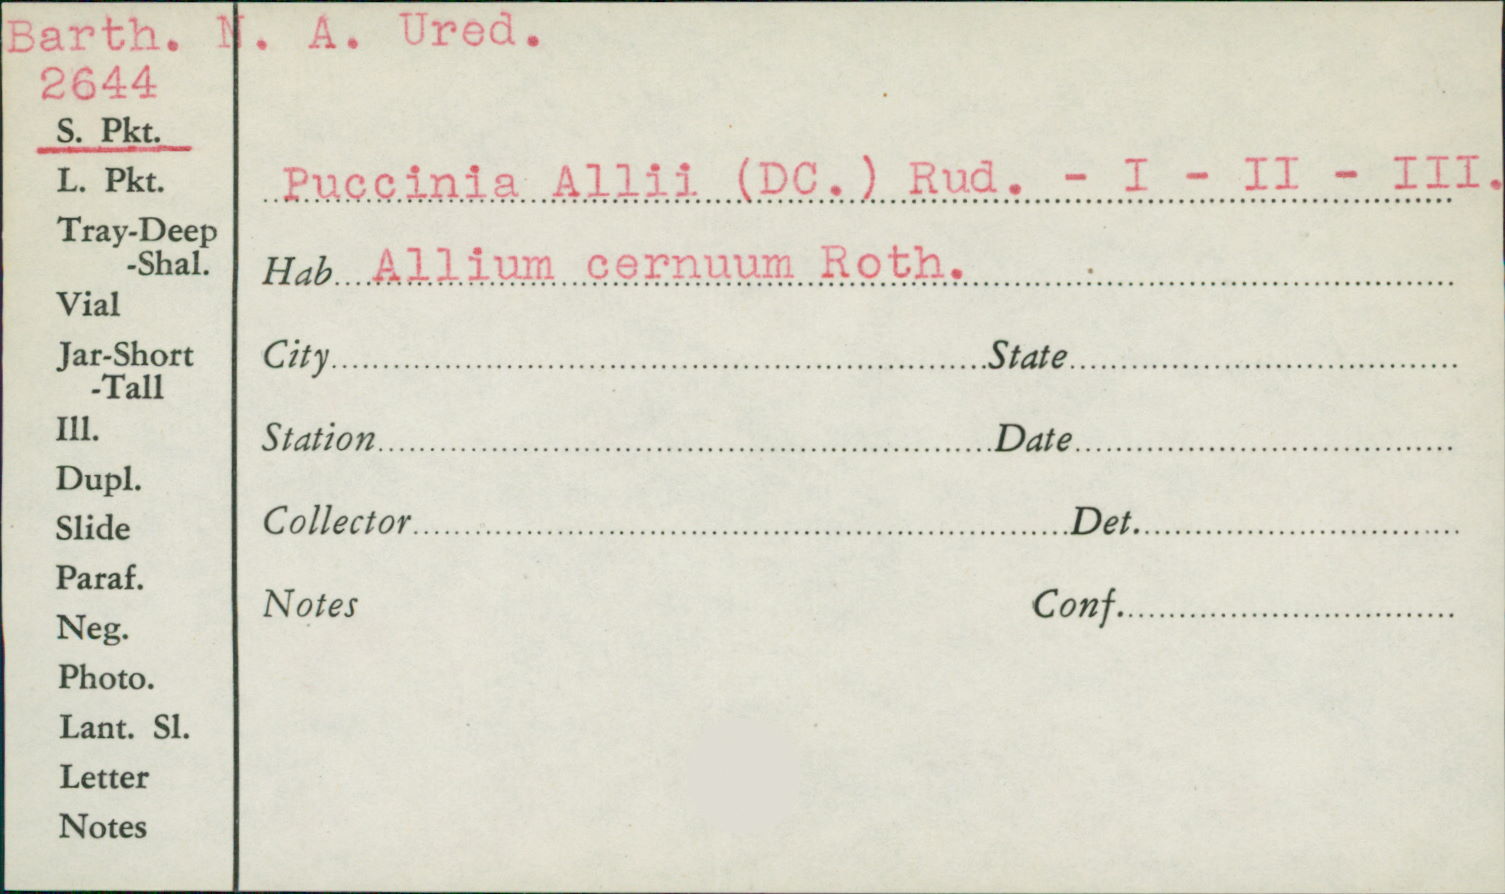 Barth. N. A. Ured.
2644
S. Pkt.
L. Pkt.
Tray-Deep
-Shal.
Vial
Jar-Short
-Tall
Ill.
Dupl.
Slide
Paraf.
Neg.
Photo.
Lant. Sl.
Letter
Notes
Puccinia Allii (DC.) Rud. - I - II - III.
Hab. Allium cernuum Roth.
City State
Station Date
Collector Det.
Notes Conf.